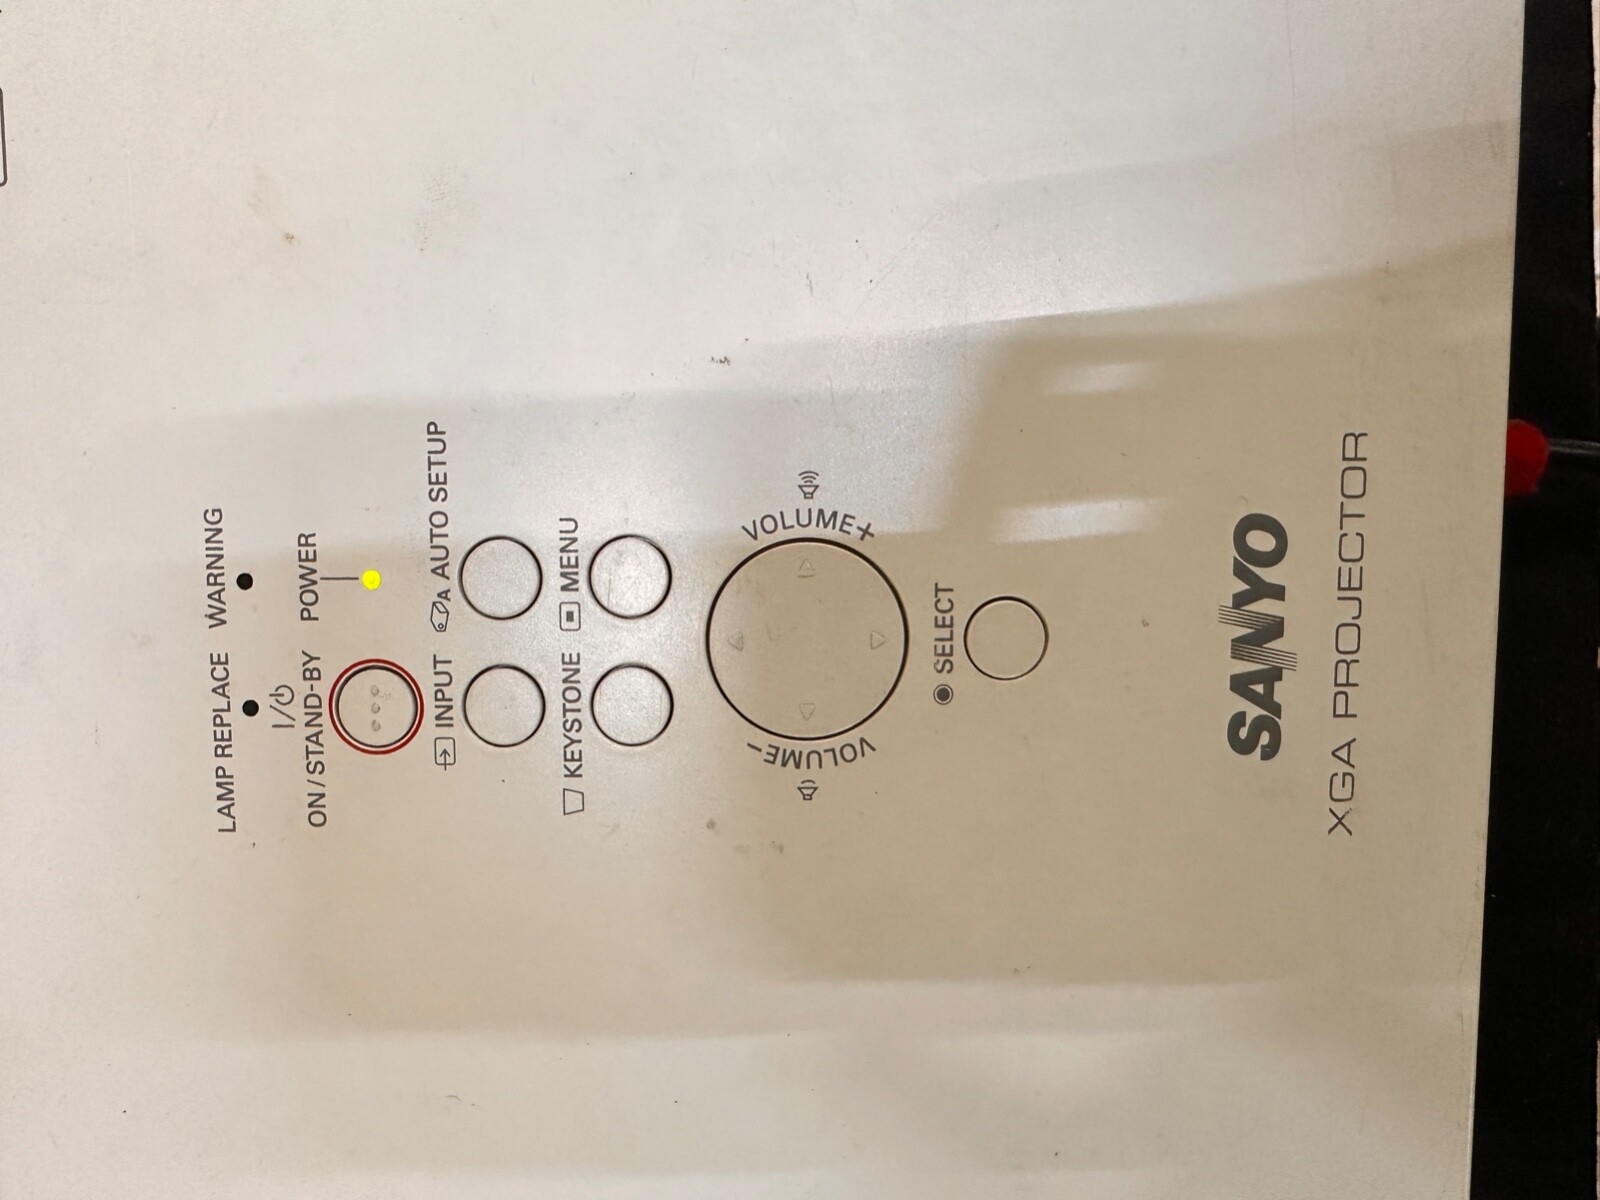 LAMP REPLACE WARNING
ON/STAND-BY POWER
INPUT AUTO SETUP
KEYSTONE MENU
VOLUME- VOLUME+
SELECT
SANYO
XGA PROJECTOR